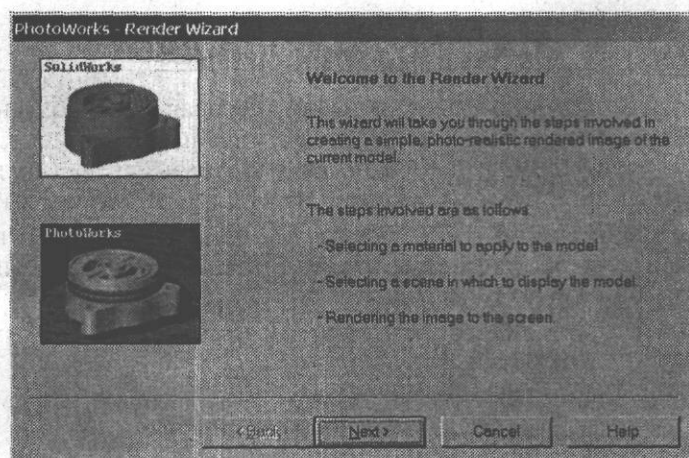 PhotoWorks - Render Wizard
SolidWorks
Welcome to the Render Wizard
This wizard will take you through the steps involved in
creating a simple, photo-realistic rendered image of the
current model.
The steps involved are as follows
PhotoWorks
- Selecting a material to apply to the model
- Selecting a scene in which to display the model.
- Rendering the image to the screen.
< Back
Next >
Cancel
Help